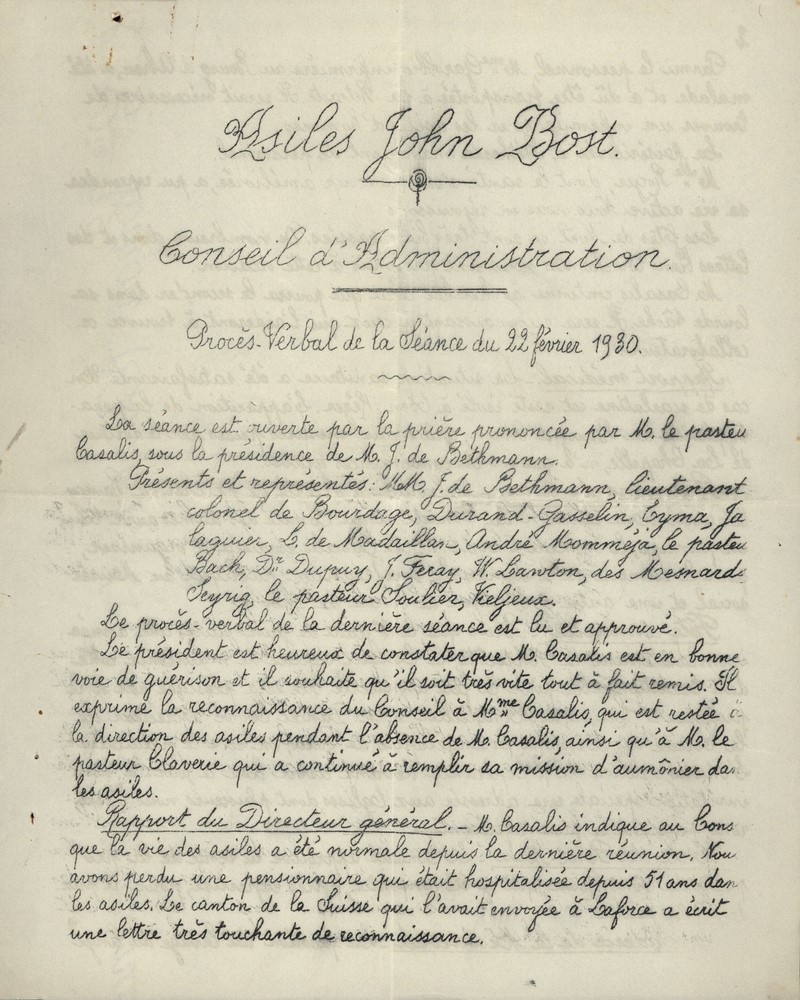 Asiles John Bost.
Conseil d'Administration.
Procès-Verbal de la Séance du 22 février 1930.
La séance est ouverte par la prière prononcée par M. le pasteu
Casalis, sous la présidence de M. J. de Bethmann.
Présents et représentés: MM J. de Bethmann, lieutenant
colonel de Bourdage, Durand-Gasselin, Cyma, Ja
laguier, L. de Madaillan, André Momméja, le pasteu
Bach, Dr Dupuy, J. Feray, W. Lawton, des Mesnards
Seyrig, le pasteur Soulier, Vieljeux.
Le procès-verbal de la dernière séance est lu et approuvé.
Le président est heureux de constater que M. Casalis est en bonne
voie de guérison et il souhaite qu'il soit très vite tout à fait remis. Il
exprime la reconnaissance du Conseil à Mme Casalis, qui est restée à
la direction des asiles pendant l'absence de M. Casalis, ainsi qu'à M. le
pasteur Claverie qui a continué à remplir sa mission d'aumônier da
les asiles.
Rapport du Directeur général. – M. Casalis indique au Cons
que la vie des asiles a été normale depuis la dernière réunion. Nou
avons perdu une pensionnaire qui était hospitalisée depuis 51 ans dan
les asiles. Le canton de la Suisse qui l'avait envoyée à Laforce a écrit
une lettre très touchante de reconnaissance.